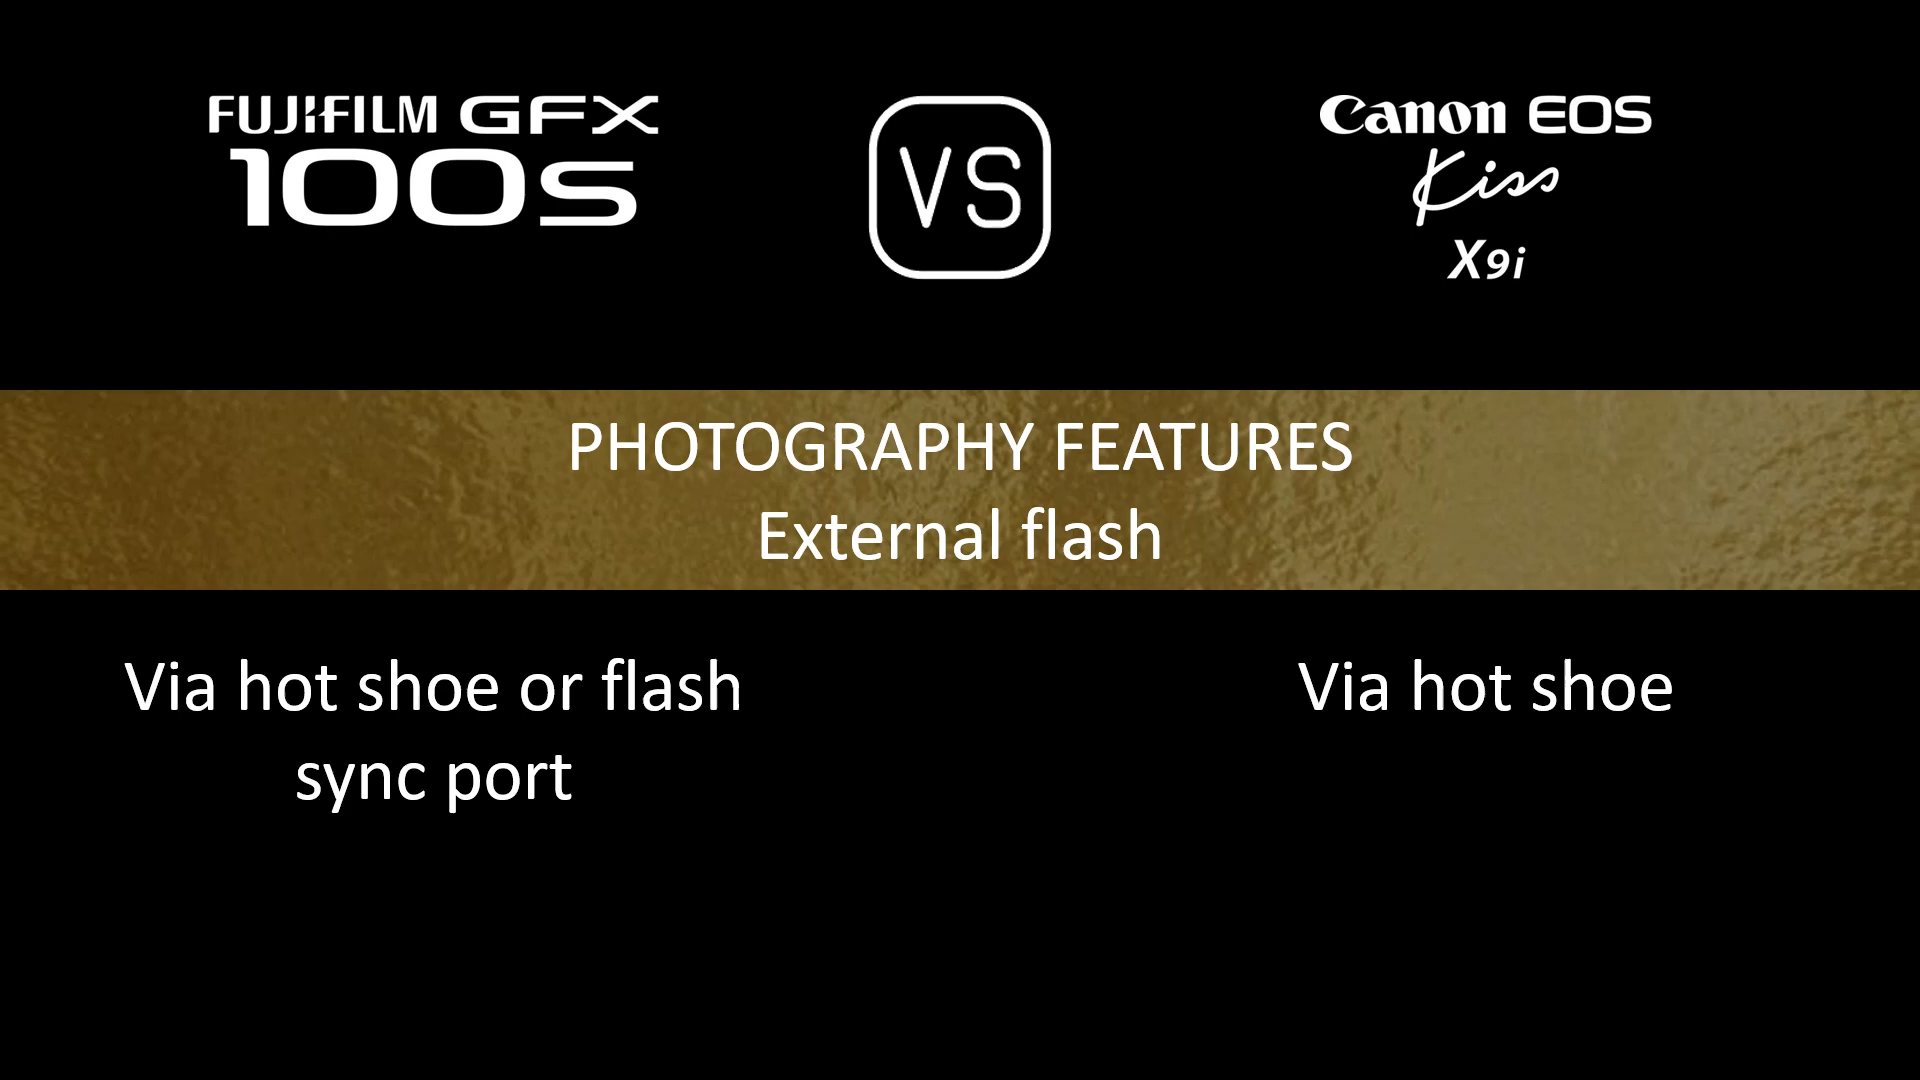 FUJIFILM GFX
100S
VS
Canon EOS
Kiss
X9i
PHOTOGRAPHY FEATURES
External flash
Via hot shoe or flash
sync port
Via hot shoe